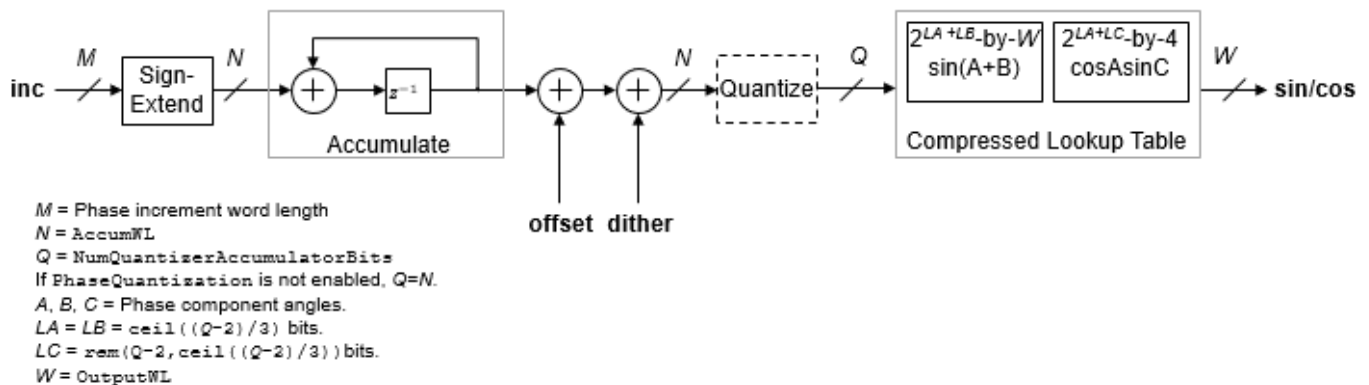 inc
M
Sign-
Extend
N
+
z⁻¹
Accumulate
+
+
offset
dither
N
Quantize
Q
2^LA+LB-by-W
sin(A+B)
2^LA+LC-by-4
cosAsinC
Compressed Lookup Table
W
sin/cos
M = Phase increment word length
N = AccumWL
Q = NumQuantizerAccumulatorBits
If PhaseQuantization is not enabled, Q=N.
A, B, C = Phase component angles.
LA = LB = ceil((Q-2)/3) bits.
LC = rem(Q-2,ceil((Q-2)/3))bits.
W = OutputWL